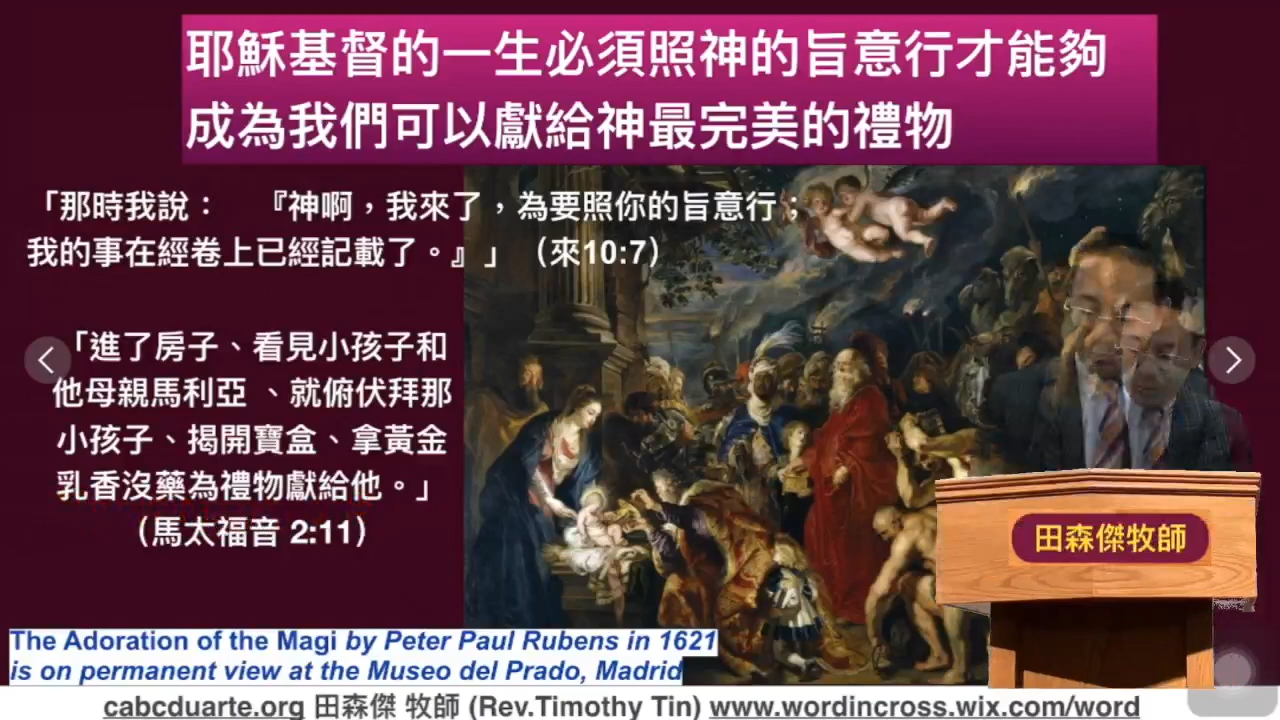 耶穌基督的一生必須照神的旨意行才能夠
成為我們可以獻給神最完美的禮物
「那時我說： 『神啊，我來了，為要照你的旨意行；
我的事在經卷上已經記載了。』」（來10:7）
「進了房子、看見小孩子和
他母親馬利亞 、就俯伏拜那
小孩子、揭開寶盒、拿黃金
乳香沒藥為禮物獻給他。」
（馬太福音 2:11）
田森傑牧師
The Adoration of the Magi by Peter Paul Rubens in 1621
is on permanent view at the Museo del Prado, Madrid
cabcduarte.org 田森傑 牧師 (Rev.Timothy Tin) www.wordincross.wix.com/word